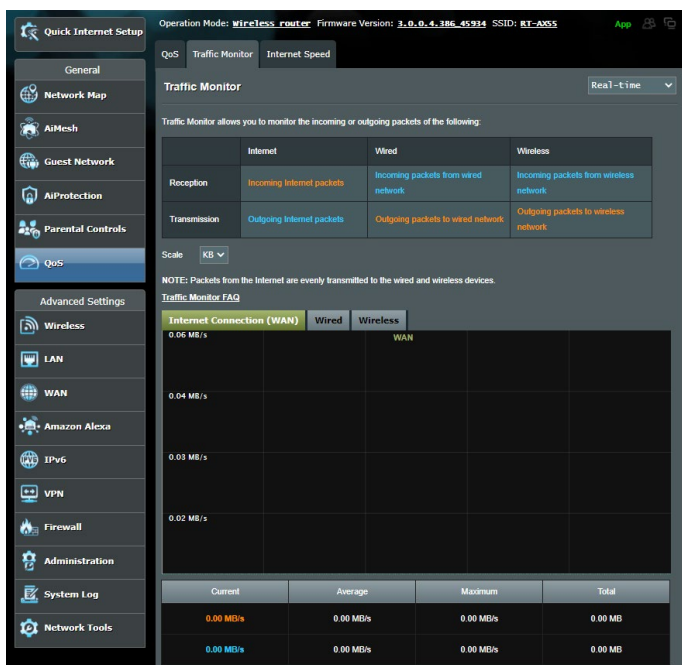 Quick Internet Setup
General
Network Map
AiMesh
Guest Network
AiProtection
Parental Controls
QoS
Advanced Settings
Wireless
LAN
WAN
Amazon Alexa
IPv6
VPN
Firewall
Administration
System Log
Network Tools
Operation Mode: Wireless router Firmware Version: 3.0.0.4.386_45934 SSID: RT-AX55 App
QoS Traffic Monitor Internet Speed
Traffic Monitor Real-time
Traffic Monitor allows you to monitor the incoming or outgoing packets of the following:
Internet Wired Wireless
Reception Incoming Internet packets Incoming packets from wired network Incoming packets from wireless network
Transmission Outgoing Internet packets Outgoing packets to wired network Outgoing packets to wireless network
Scale KB
NOTE: Packets from the Internet are evenly transmitted to the wired and wireless devices.
Traffic Monitor FAQ
Internet Connection (WAN) Wired Wireless
0.06 MB/s WAN
0.04 MB/s
0.03 MB/s
0.02 MB/s
Current Average Maximum Total
0.00 MB/s 0.00 MB/s 0.00 MB/s 0.00 MB
0.00 MB/s 0.00 MB/s 0.00 MB/s 0.00 MB